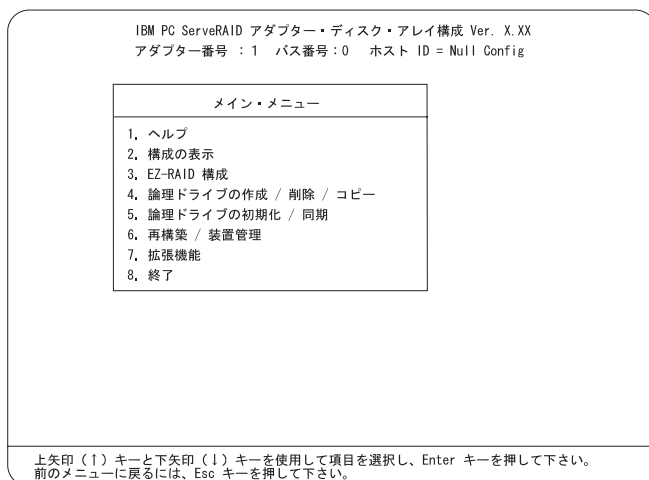 IBM PC ServeRAID アダプター・ディスク・アレイ構成 Ver. X.XX
アダプター番号 : 1 バス番号:0 ホスト ID = Null Config
メイン・メニュー
1. ヘルプ
2. 構成の表示
3. EZ-RAID 構成
4. 論理ドライブの作成 / 削除 / コピー
5. 論理ドライブの初期化 / 同期
6. 再構築 / 装置管理
7. 拡張機能
8. 終了
上矢印 (↑) キーと下矢印 (↓) キーを使用して項目を選択し、Enter キーを押して下さい。
前のメニューに戻るには、Esc キーを押して下さい。